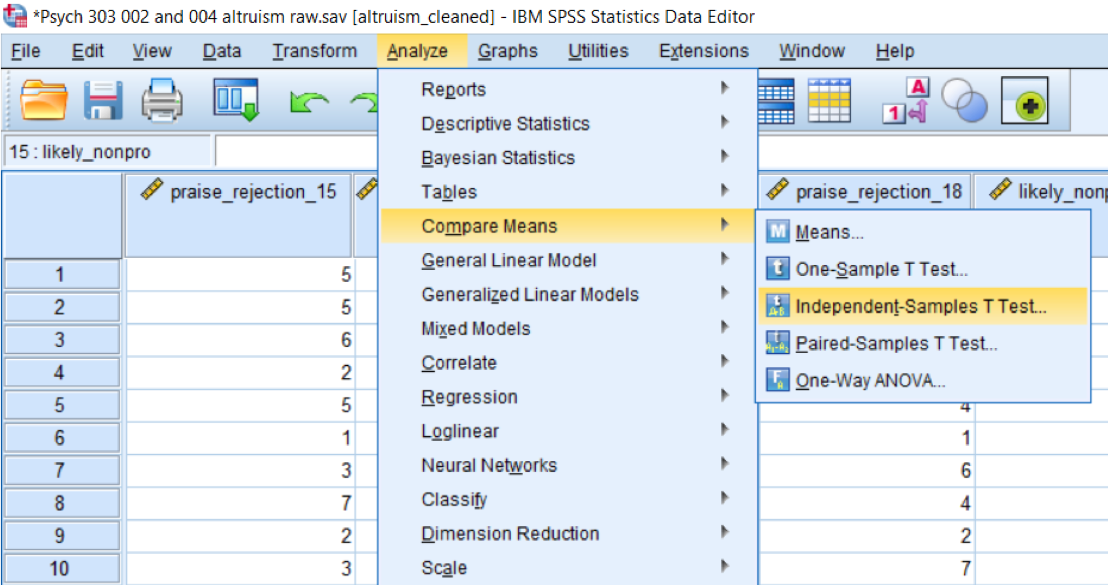 *Psych 303 002 and 004 altruism raw.sav [altruism_cleaned] - IBM SPSS Statistics Data Editor
File Edit View Data Transform Analyze Graphs Utilities Extensions Window Help
A
1
15 : likely_nonpro
praise_rejection_15 praise_rejection_18 likely_nonp
Reports
Descriptive Statistics
Bayesian Statistics
Tables
Compare Means
General Linear Model
Generalized Linear Models
Mixed Models
Correlate
Regression
Loglinear
Neural Networks
Classify
Dimension Reduction
Scale
M Means...
t One-Sample T Test...
Independent-Samples T Test...
Paired-Samples T Test...
One-Way ANOVA...
1 5
2 5
3 6
4 2
5 5 4
6 1 1
7 3 6
8 7 4
9 2 2
10 3 7